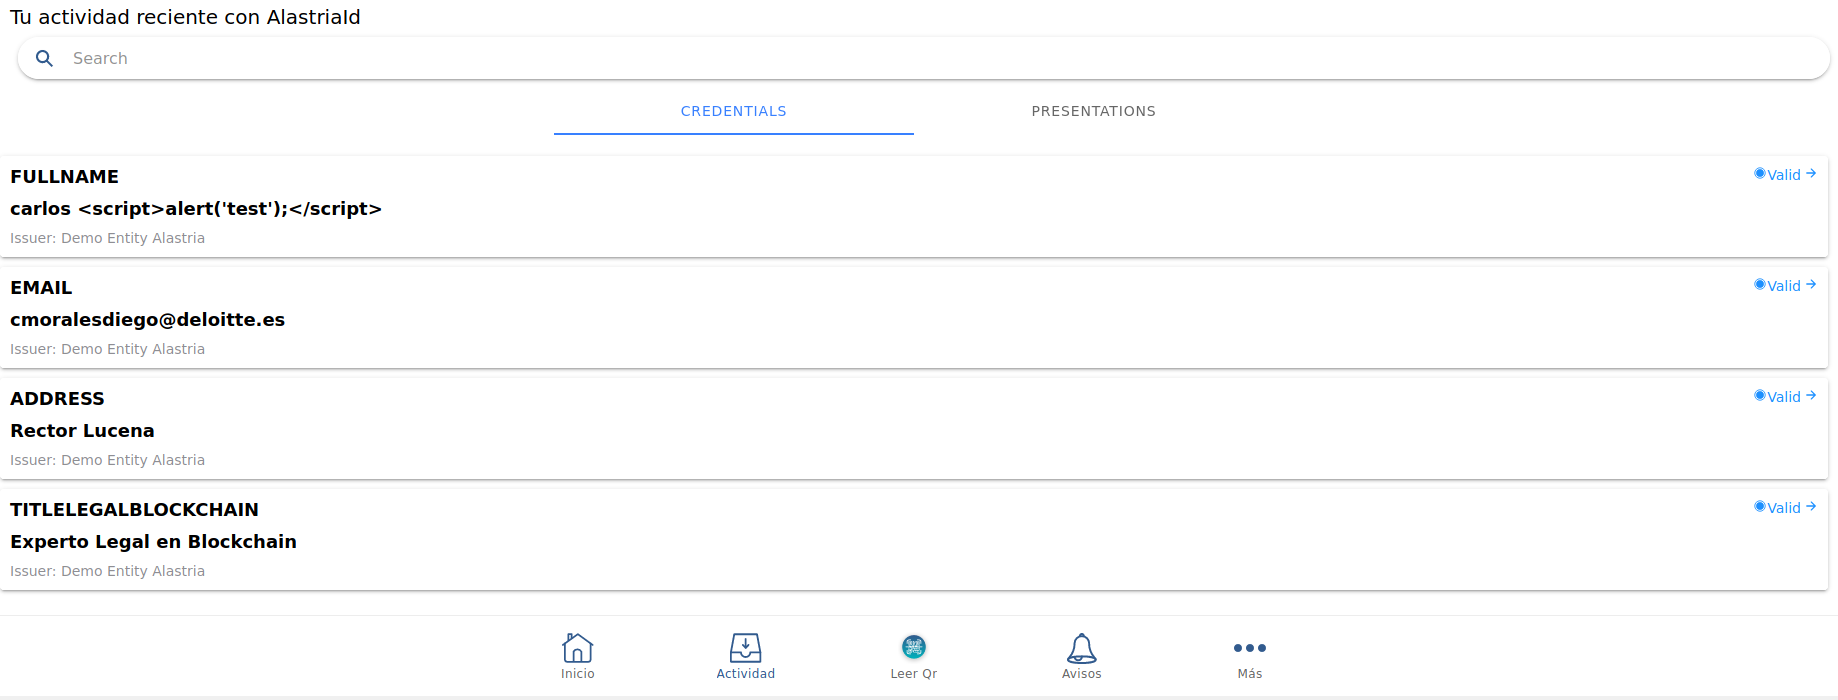 Tu actividad reciente con AlastriaId
Search
CREDENTIALS PRESENTATIONS
FULLNAME
Valid
carlos <script>alert('test');</script>
Issuer: Demo Entity Alastria
EMAIL
Valid
cmoralesdiego@deloitte.es
Issuer: Demo Entity Alastria
ADDRESS
Valid
Rector Lucena
Issuer: Demo Entity Alastria
TITLELEGALBLOCKCHAIN
Valid
Experto Legal en Blockchain
Issuer: Demo Entity Alastria
Inicio Actividad Leer Qr Avisos Más